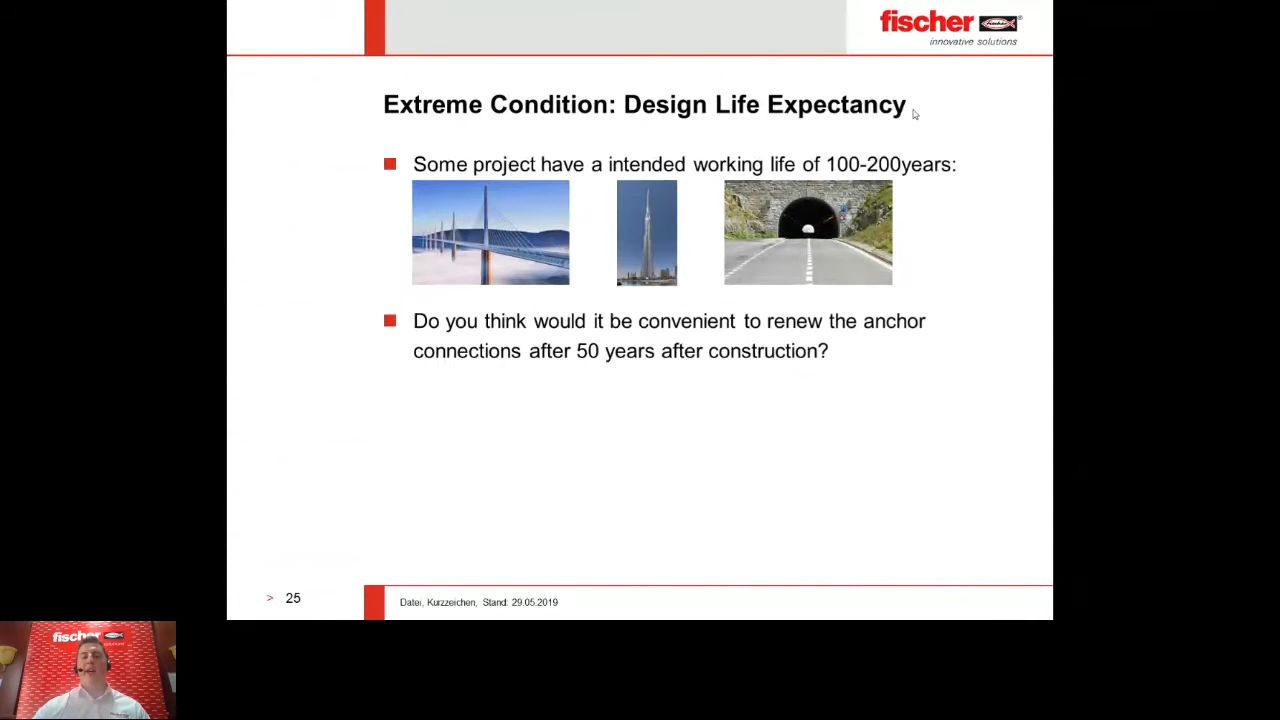 fischer
innovative solutions
Extreme Condition: Design Life Expectancy
Some project have a intended working life of 100-200years:
Do you think would it be convenient to renew the anchor
connections after 50 years after construction?
> 25
Datei, Kurzzeichen, Stand: 29.05.2019
fischer
solutions